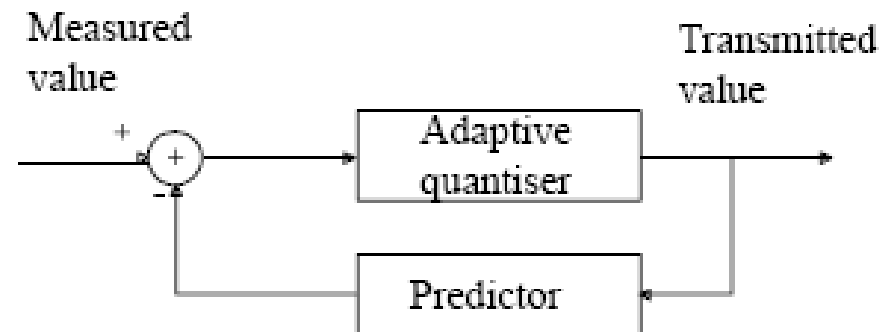 Measured
value
Transmitted
value
+
+
-
Adaptive
quantiser
Predictor